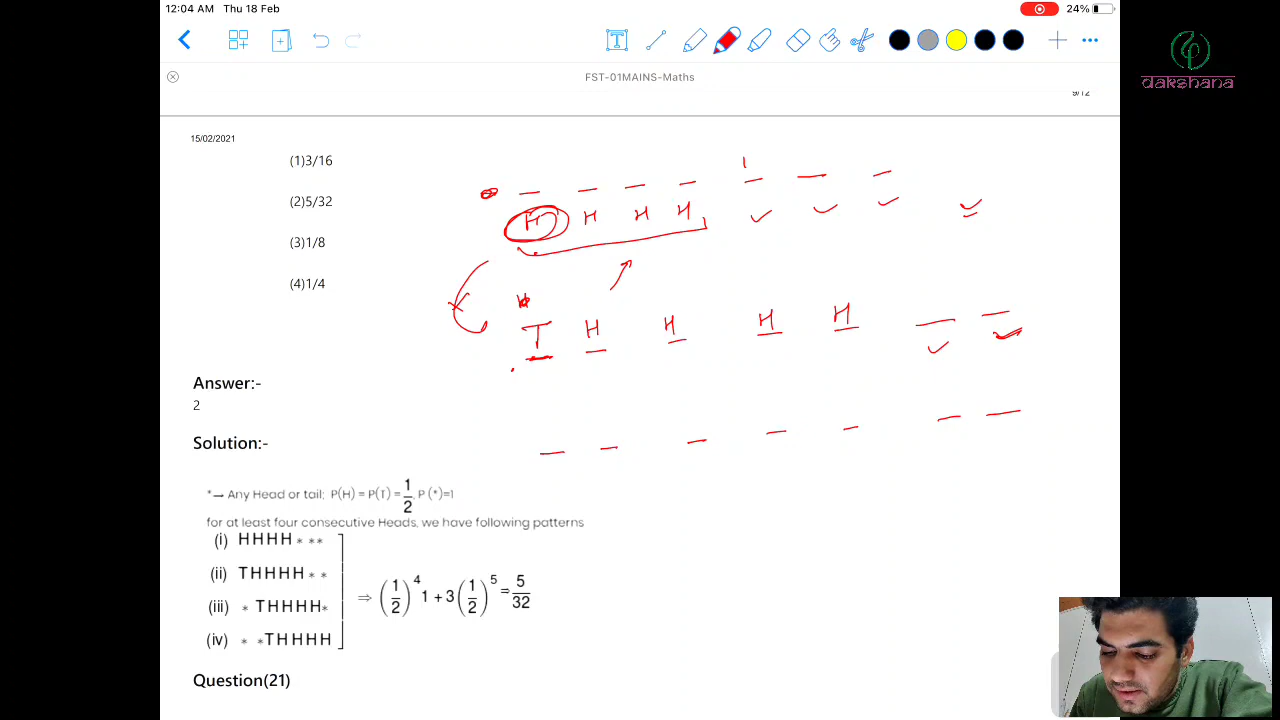 12:04 AM Thu 18 Feb
24%
dakshana
FST-01MAINS-Maths
9/12
15/02/2021
(1)3/16
(2)5/32
(3)1/8
(4)1/4
H H H H
T H H H H
Answer:-
2
Solution:-
*→ Any Head or tail; P(H) = P(T) = 1/2, P (*)=1
for at least four consecutive Heads, we have following patterns
(i) HHHH * **
(ii) THHHH * *
(iii) * THHHH*
(iv) * *THHHH
⇒ (1/2)^4 1 + 3(1/2)^5 = 5/32
Question(21)